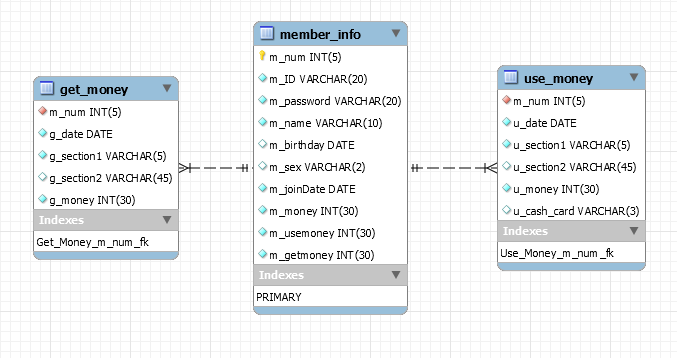 get_money
m_num INT(5)
g_date DATE
g_section1 VARCHAR(5)
g_section2 VARCHAR(45)
g_money INT(30)
Indexes
Get_Money_m_num_fk
member_info
m_num INT(5)
m_ID VARCHAR(20)
m_password VARCHAR(20)
m_name VARCHAR(10)
m_birthday DATE
m_sex VARCHAR(2)
m_joinDate DATE
m_money INT(30)
m_usemoney INT(30)
m_getmoney INT(30)
Indexes
PRIMARY
use_money
m_num INT(5)
u_date DATE
u_section1 VARCHAR(5)
u_section2 VARCHAR(45)
u_money INT(30)
u_cash_card VARCHAR(3)
Indexes
Use_Money_m_num_fk